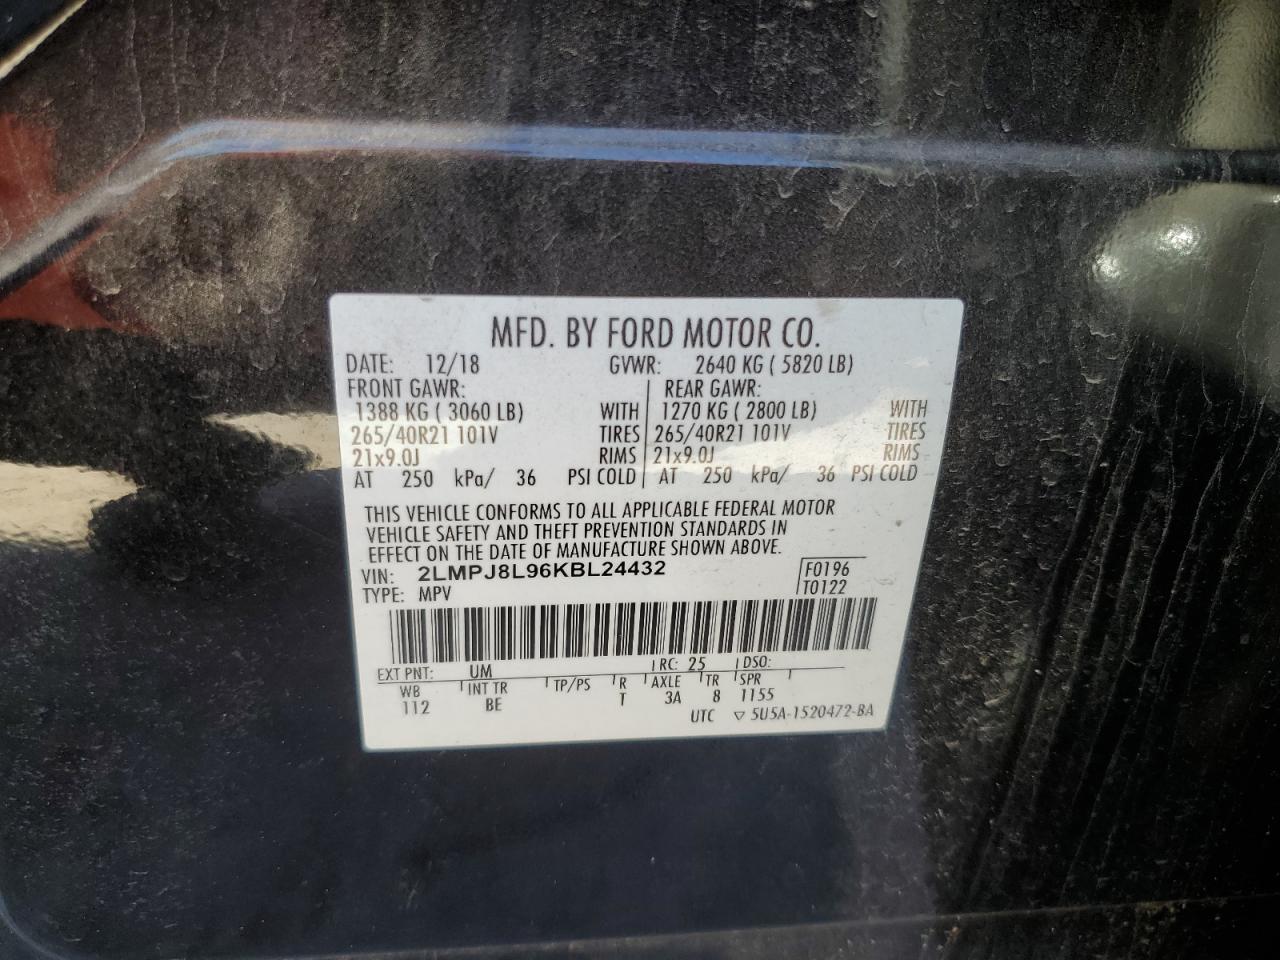 MFD. BY FORD MOTOR CO.
DATE: 12/18 GVWR: 2640 KG ( 5820 LB)
FRONT GAWR: REAR GAWR:
1388 KG ( 3060 LB) WITH 1270 KG ( 2800 LB) WITH
265/40R21 101V TIRES 265/40R21 101V TIRES
21x9.0J RIMS 21x9.0J RIMS
AT 250 kPa/ 36 PSI COLD AT 250 kPa/ 36 PSI COLD
THIS VEHICLE CONFORMS TO ALL APPLICABLE FEDERAL MOTOR
VEHICLE SAFETY AND THEFT PREVENTION STANDARDS IN
EFFECT ON THE DATE OF MANUFACTURE SHOWN ABOVE.
VIN: 2LMPJ8L96KBL24432 F0196
TYPE: MPV T0122
EXT PNT: UM RC: 25 DSO:
WB INT TR TP/PS R AXLE TR SPR
112 BE T 3A 8 1155
UTC ▽ 5U5A-1520472-BA